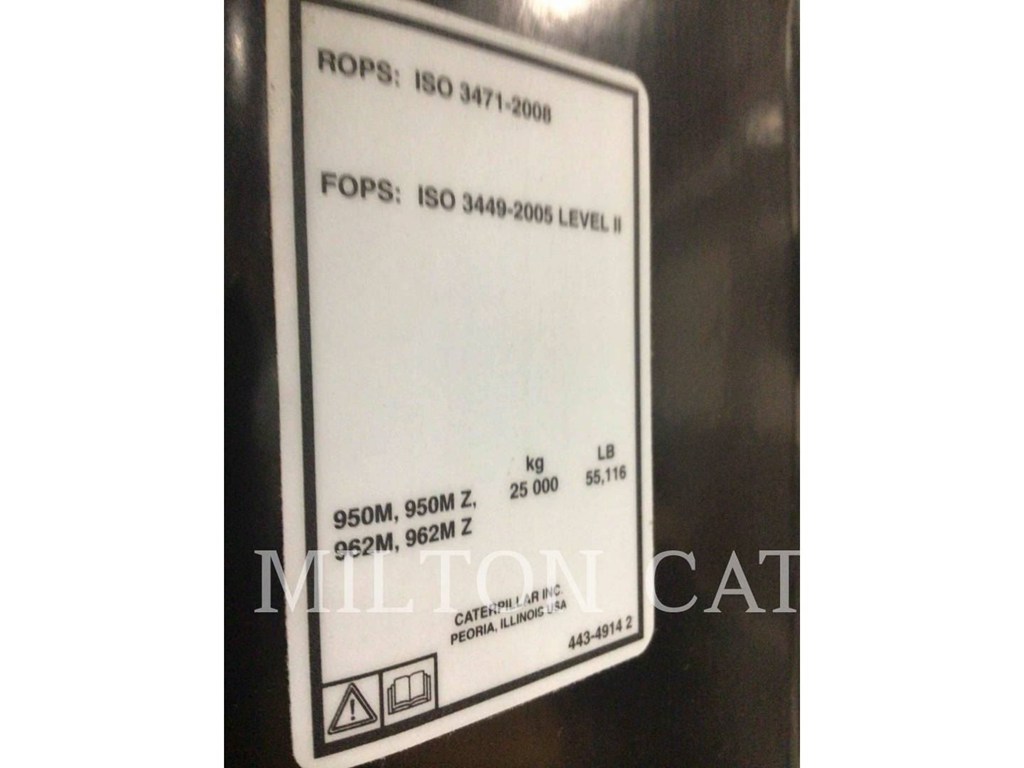 ROPS: ISO 3471-2008
FOPS: ISO 3449-2005 LEVEL II
kg LB
950M, 950M Z, 25 000 55,116
962M, 962M Z
MILTON CAT
CATERPILLAR INC.
PEORIA, ILLINOIS USA
443-4914 2